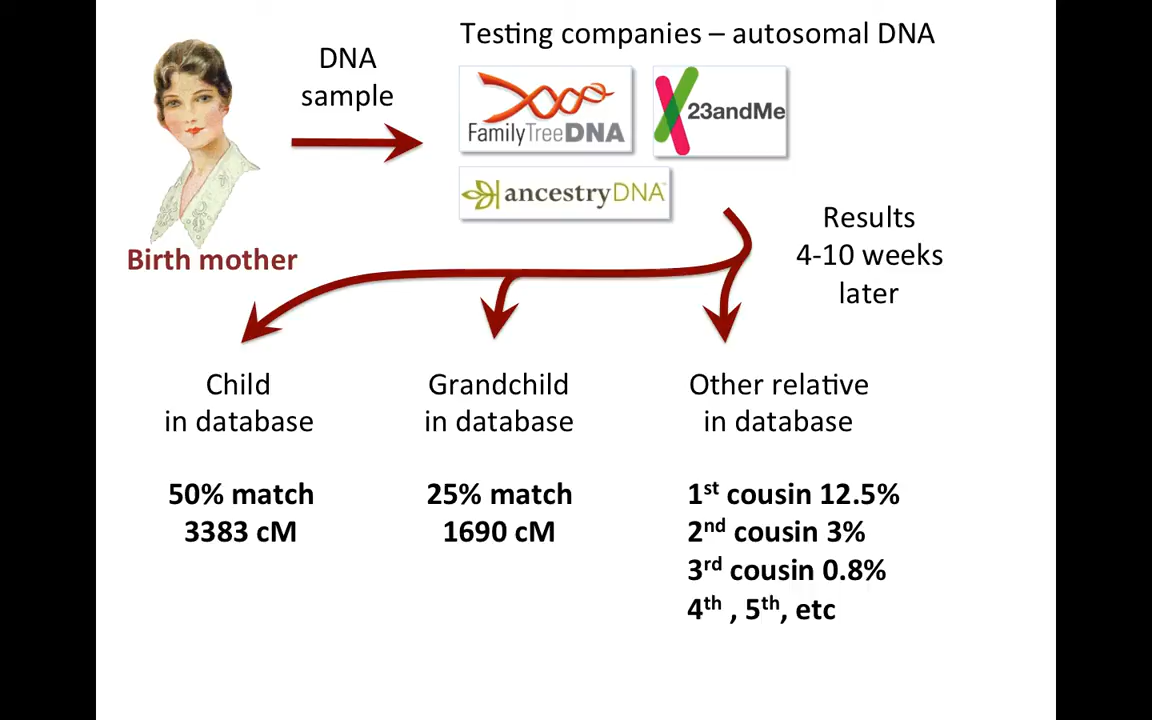 Testing companies – autosomal DNA
DNA
sample
FamilyTreeDNA
23andMe
ancestryDNA™
Birth mother
Results
4-10 weeks
later
Child
in database
Grandchild
in database
Other relative
in database
50% match
3383 cM
25% match
1690 cM
1st cousin 12.5%
2nd cousin 3%
3rd cousin 0.8%
4th , 5th, etc